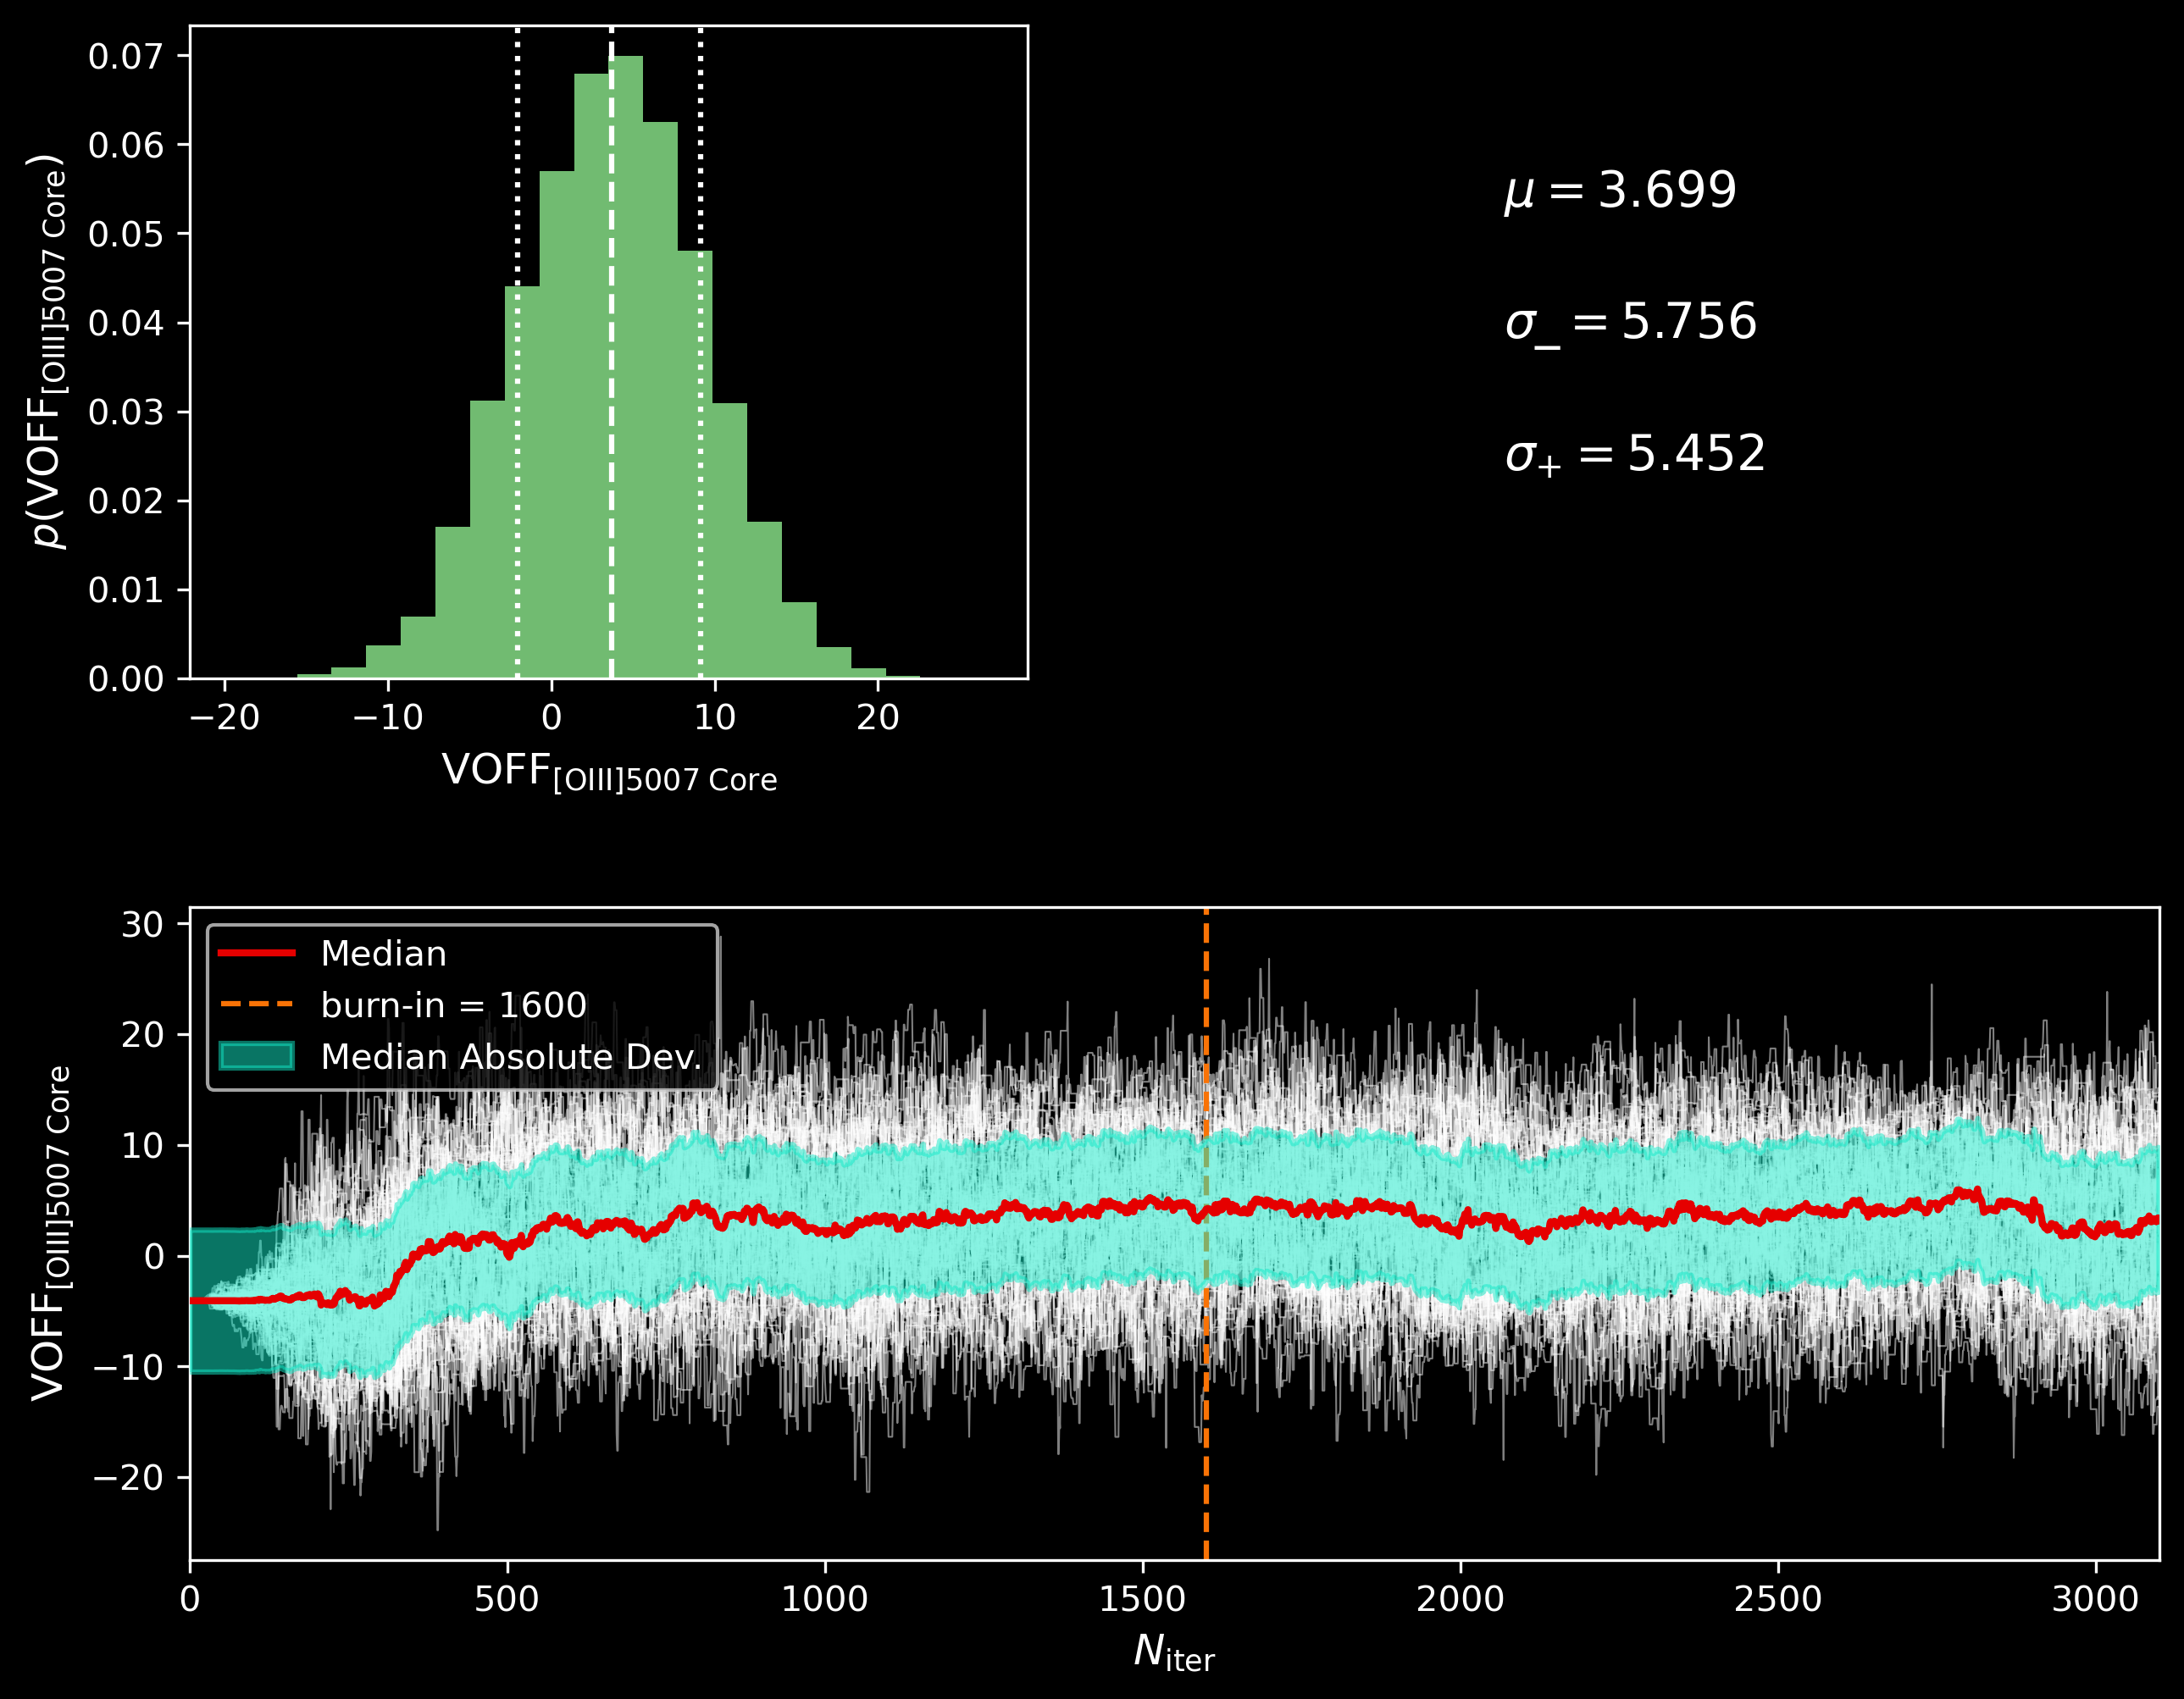 0.07
0.06
0.05
0.04
0.03
0.02
0.01
0.00
p(VOFF[OIII]5007 Core)
−20 −10 0 10 20
VOFF[OIII]5007 Core
μ = 3.699
σ− = 5.756
σ+ = 5.452
30
20
10
0
−10
−20
VOFF[OIII]5007 Core
Median
burn-in = 1600
Median Absolute Dev.
0 500 1000 1500 2000 2500 3000
Niter